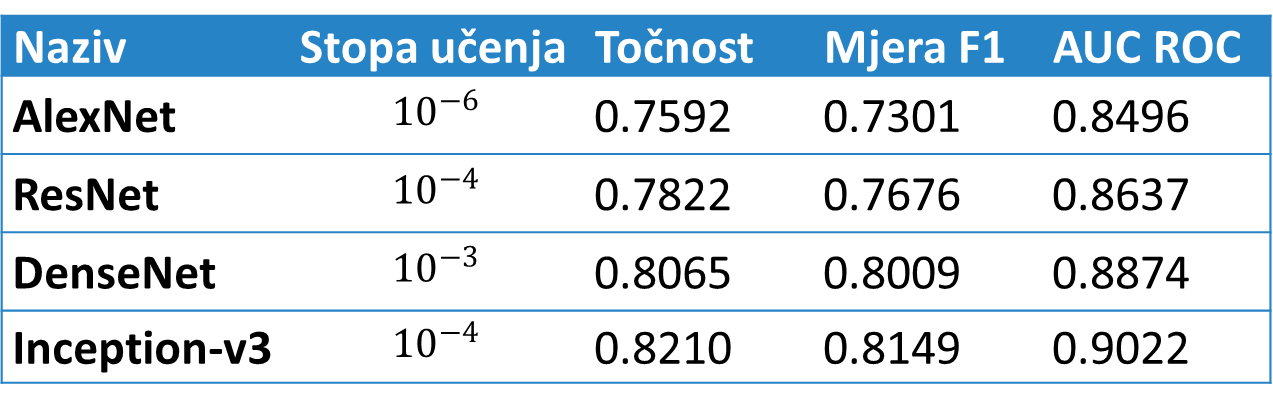 Naziv Stopa učenja Točnost Mjera F1 AUC ROC
AlexNet 10⁻⁶ 0.7592 0.7301 0.8496
ResNet 10⁻⁴ 0.7822 0.7676 0.8637
DenseNet 10⁻³ 0.8065 0.8009 0.8874
Inception-v3 10⁻⁴ 0.8210 0.8149 0.9022